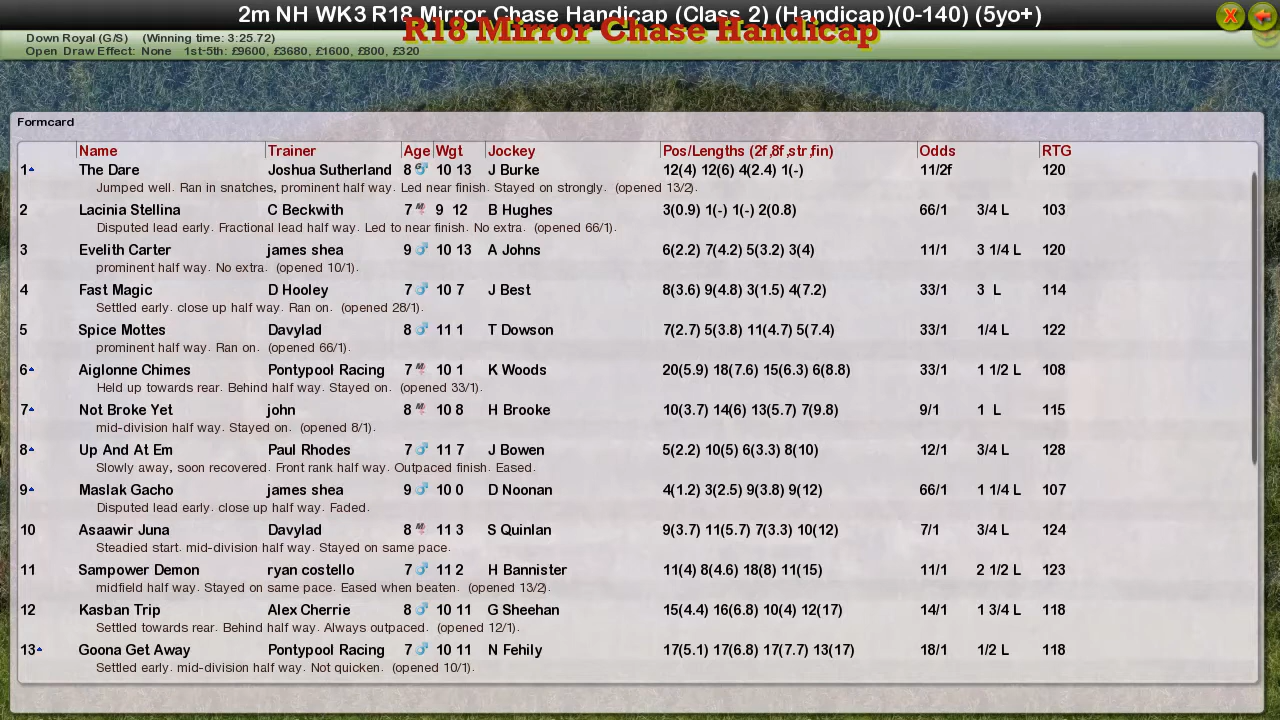 2m NH WK3 R18 Mirror Chase Handicap (Class 2) (Handicap)(0-140) (5yo+)
R18 Mirror Chase Handicap
Down Royal (G/S) (Winning time: 3:25.72)
Open Draw Effect: None 1st-5th: £9600, £3680, £1600, £800, £320
X
Formcard
Name Trainer Age Wgt Jockey Pos/Lengths (2f,8f,str,fin) Odds RTG
1 The Dare Joshua Sutherland 8 G 10 13 J Burke 12(4) 12(6) 4(2.4) 1(-) 11/2f 120
Jumped well. Ran in snatches, prominent half way. Led near finish. Stayed on strongly. (opened 13/2).
2 Lacinia Stellina C Beckwith 7 M 9 12 B Hughes 3(0.9) 1(-) 1(-) 2(0.8) 66/1 3/4 L 103
Disputed lead early. Fractional lead half way. Led to near finish. No extra. (opened 66/1).
3 Evelith Carter james shea 9 10 13 A Johns 6(2.2) 7(4.2) 5(3.2) 3(4) 11/1 3 1/4 L 120
prominent half way. No extra. (opened 10/1).
4 Fast Magic D Hooley 7 10 7 J Best 8(3.6) 9(4.8) 3(1.5) 4(7.2) 33/1 3 L 114
Settled early. close up half way. Ran on. (opened 28/1).
5 Spice Mottes Davylad 8 11 1 T Dowson 7(2.7) 5(3.8) 11(4.7) 5(7.4) 33/1 1/4 L 122
prominent half way. Ran on. (opened 66/1).
6 Aiglonne Chimes Pontypool Racing 7 M 10 1 K Woods 20(5.9) 18(7.6) 15(6.3) 6(8.8) 33/1 1 1/2 L 108
Held up towards rear. Behind half way. Stayed on. (opened 33/1).
7 Not Broke Yet john 8 M 10 8 H Brooke 10(3.7) 14(6) 13(5.7) 7(9.8) 9/1 1 L 115
mid-division half way. Stayed on. (opened 8/1).
8 Up And At Em Paul Rhodes 7 11 7 J Bowen 5(2.2) 10(5) 6(3.3) 8(10) 12/1 3/4 L 128
Slowly away, soon recovered. Front rank half way. Outpaced finish. Eased.
9 Maslak Gacho james shea 9 10 0 D Noonan 4(1.2) 3(2.5) 9(3.8) 9(12) 66/1 1 1/4 L 107
Disputed lead early. close up half way. Faded.
10 Asaawir Juna Davylad 8 M 11 3 S Quinlan 9(3.7) 11(5.7) 7(3.3) 10(12) 7/1 3/4 L 124
Steadied start. mid-division half way. Stayed on same pace.
11 Sampower Demon ryan costello 7 11 2 H Bannister 11(4) 8(4.6) 18(8) 11(15) 11/1 2 1/2 L 123
midfield half way. Stayed on same pace. Eased when beaten. (opened 13/2).
12 Kasban Trip Alex Cherrie 8 10 11 G Sheehan 15(4.4) 16(6.8) 10(4) 12(17) 14/1 1 3/4 L 118
Settled towards rear. Behind half way. Always outpaced. (opened 12/1).
13 Goona Get Away Pontypool Racing 7 10 11 N Fehily 17(5.1) 17(6.8) 17(7.7) 13(17) 18/1 1/2 L 118
Settled early. mid-division half way. Not quicken. (opened 10/1).